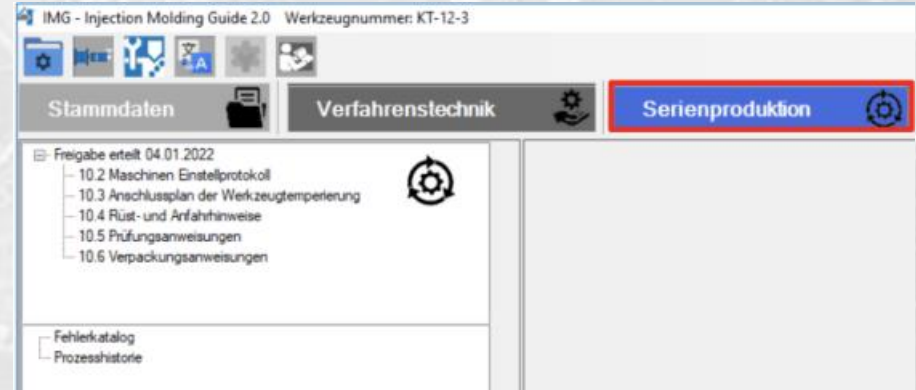 IMG - Injection Molding Guide 2.0 Werkzeugnummer: KT-12-3
Stammdaten
Verfahrenstechnik
Serienproduktion
Freigabe erteilt 04.01.2022
10.2 Maschinen Einstellprotokoll
10.3 Anschlussplan der Werkzeugtemperierung
10.4 Rüst- und Anfahrhinweise
10.5 Prüfungsanweisungen
10.6 Verpackungsanweisungen
Fehlerkatalog
Prozesshistorie